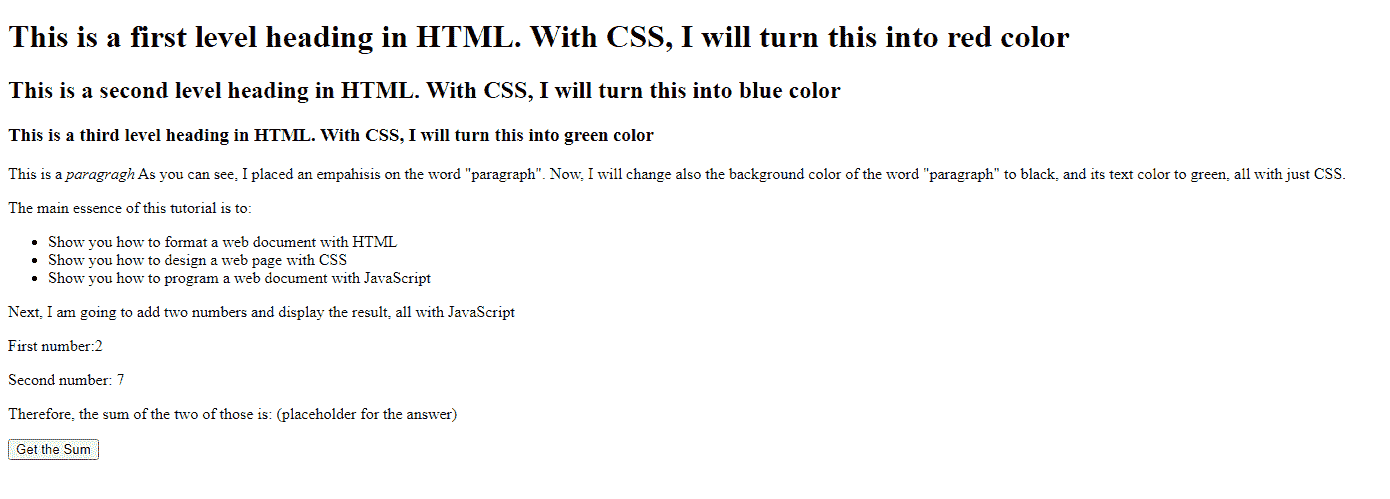 This is a first level heading in HTML. With CSS, I will turn this into red color
This is a second level heading in HTML. With CSS, I will turn this into blue color
This is a third level heading in HTML. With CSS, I will turn this into green color
This is a paragragh As you can see, I placed an empahisis on the word "paragraph". Now, I will change also the background color of the word "paragraph" to black, and its text color to green, all with just CSS.
The main essence of this tutorial is to:
• Show you how to format a web document with HTML
• Show you how to design a web page with CSS
• Show you how to program a web document with JavaScript
Next, I am going to add two numbers and display the result, all with JavaScript
First number:2
Second number: 7
Therefore, the sum of the two of those is: (placeholder for the answer)
Get the Sum